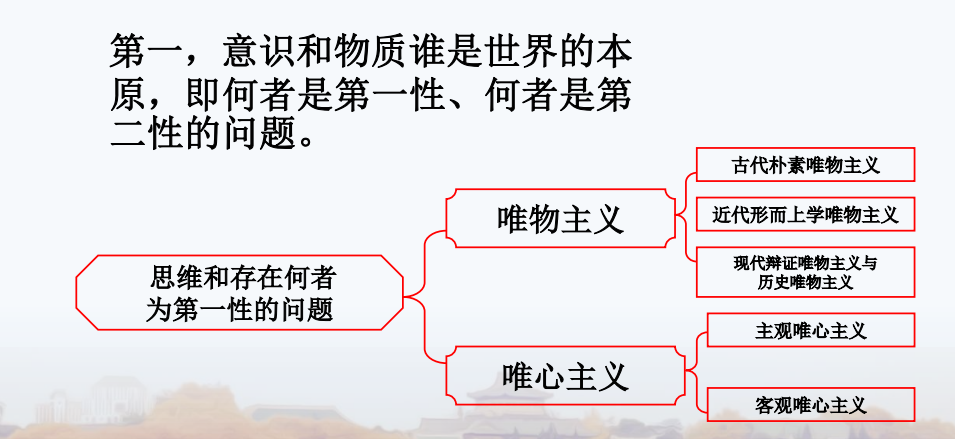 第一，意识和物质谁是世界的本
原，即何者是第一性、何者是第
二性的问题。
思维和存在何者
为第一性的问题
唯物主义
古代朴素唯物主义
近代形而上学唯物主义
现代辩证唯物主义与
历史唯物主义
唯心主义
主观唯心主义
客观唯心主义